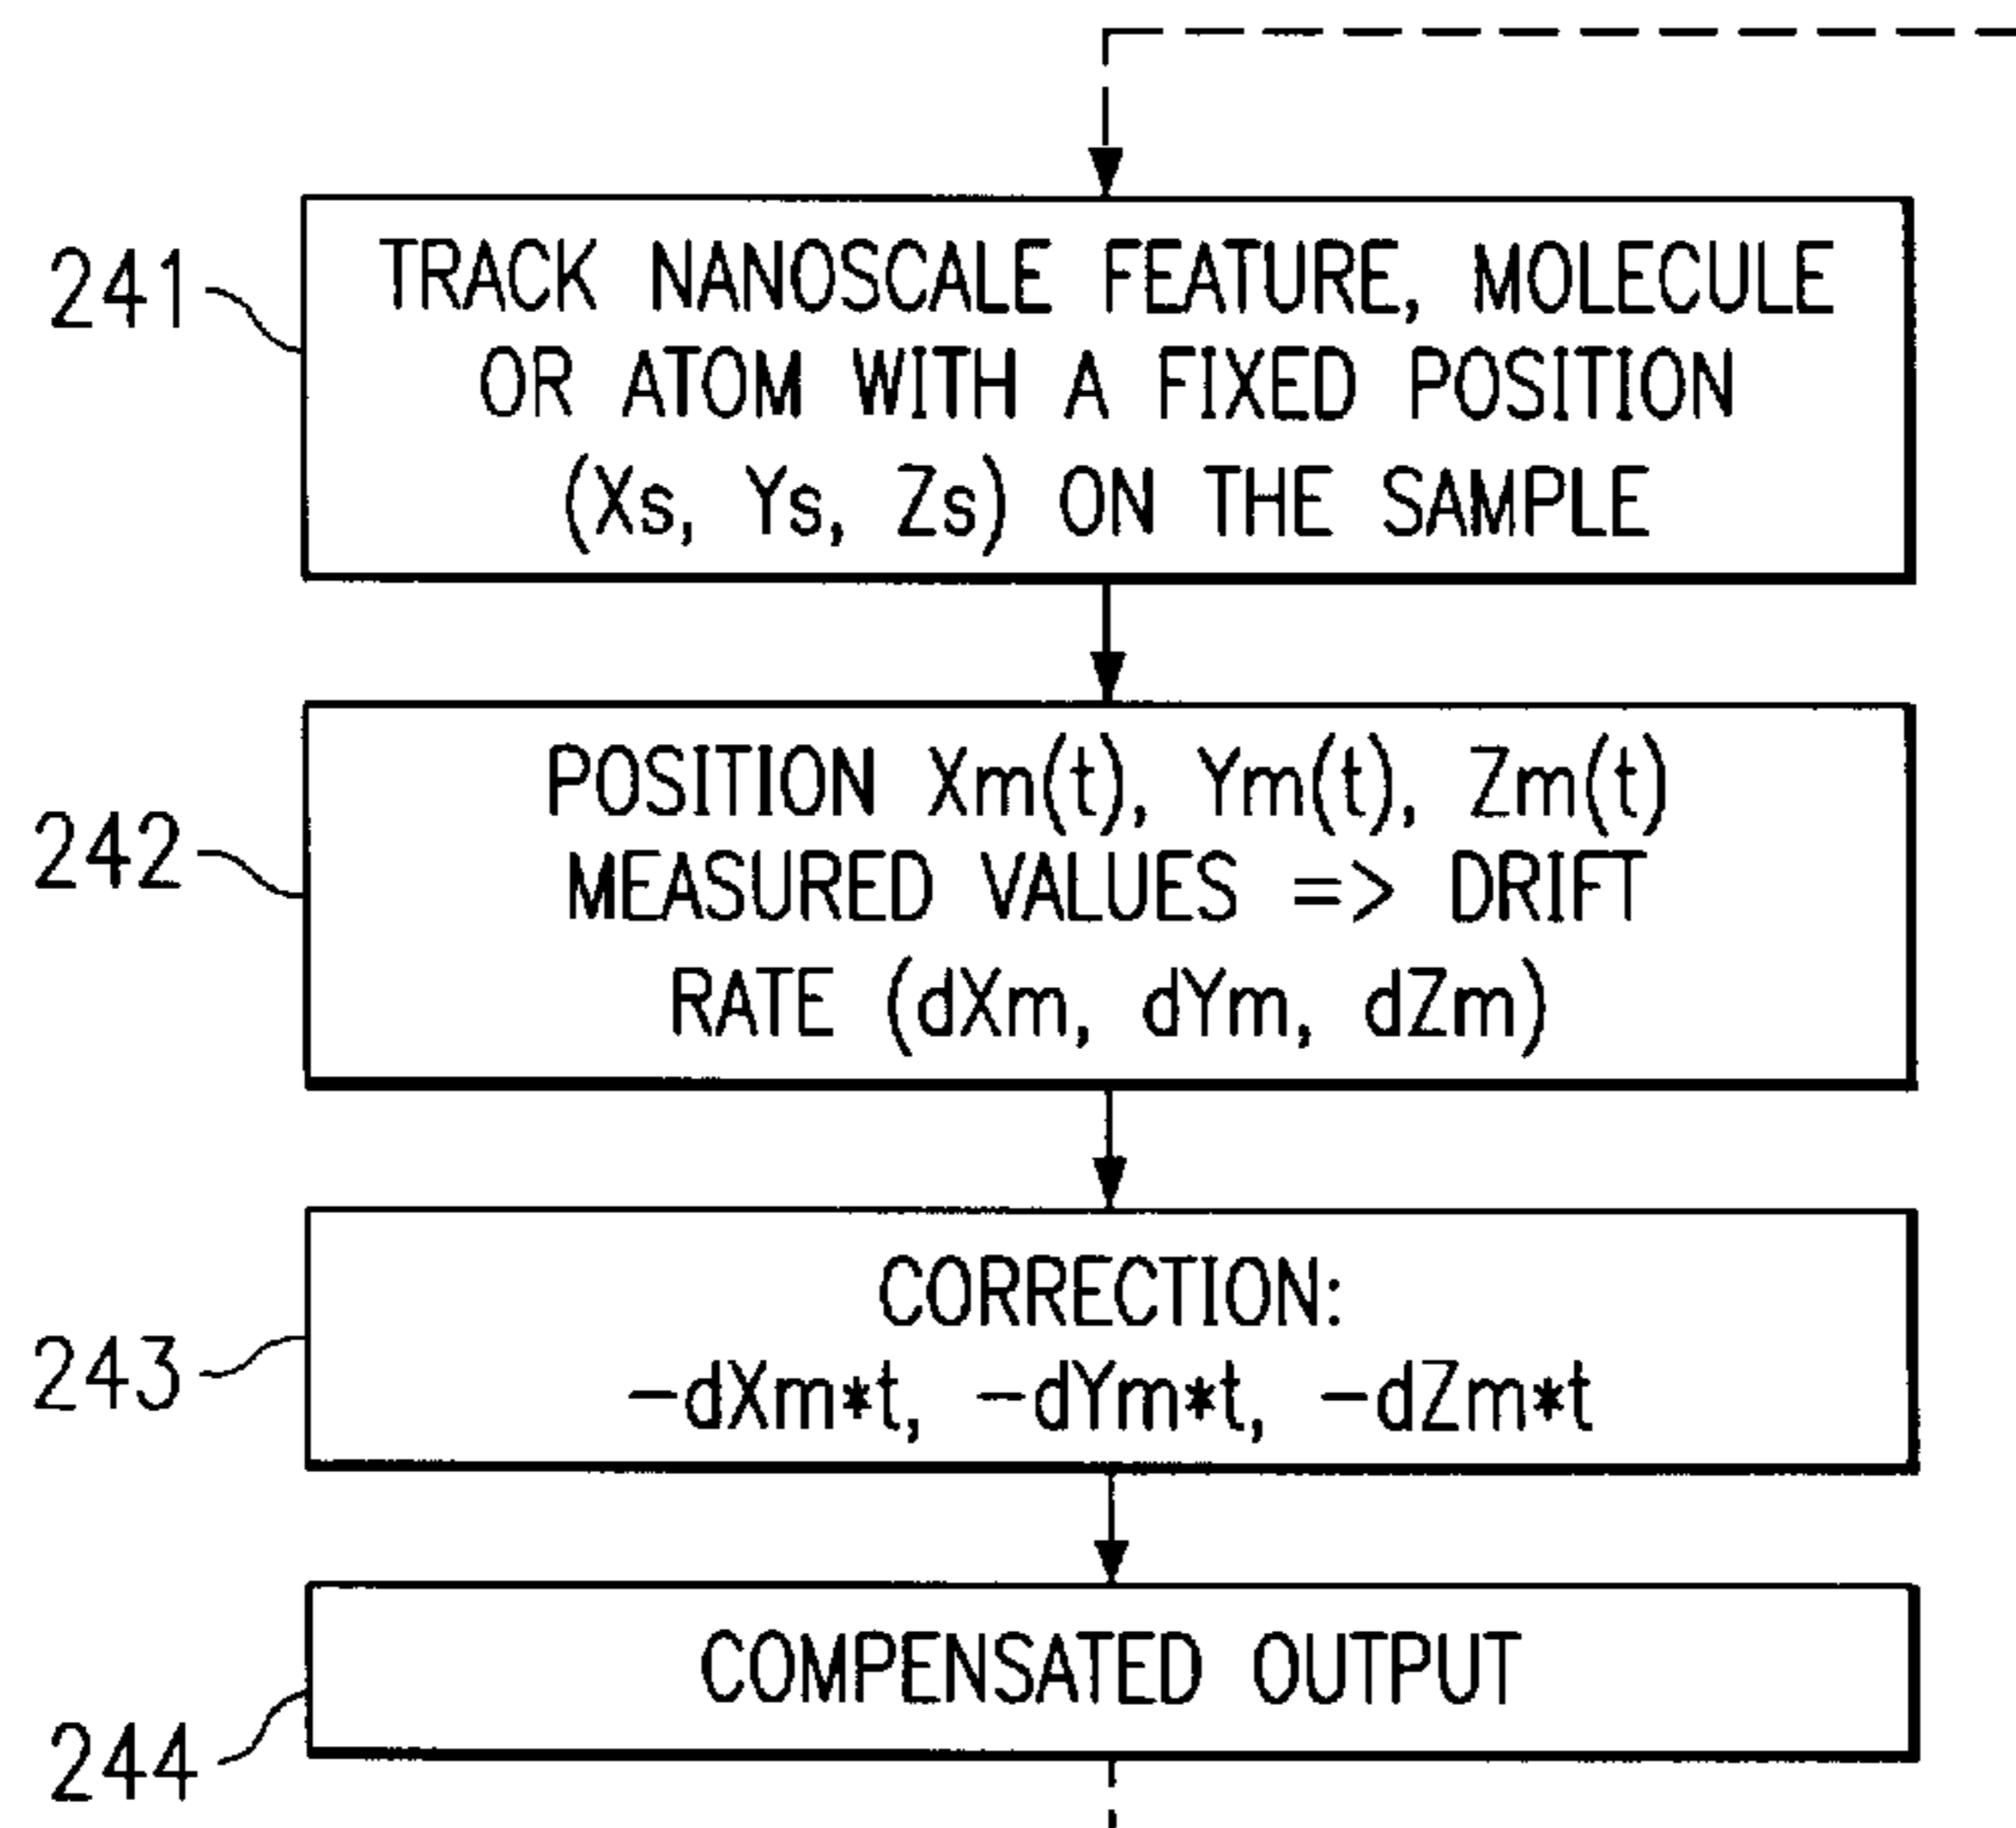 241
TRACK NANOSCALE FEATURE, MOLECULE
OR ATOM WITH A FIXED POSITION
(Xs, Ys, Zs) ON THE SAMPLE
242
POSITION Xm(t), Ym(t), Zm(t)
MEASURED VALUES => DRIFT
RATE (dXm, dYm, dZm)
243
CORRECTION:
-dXm*t, -dYm*t, -dZm*t
244
COMPENSATED OUTPUT